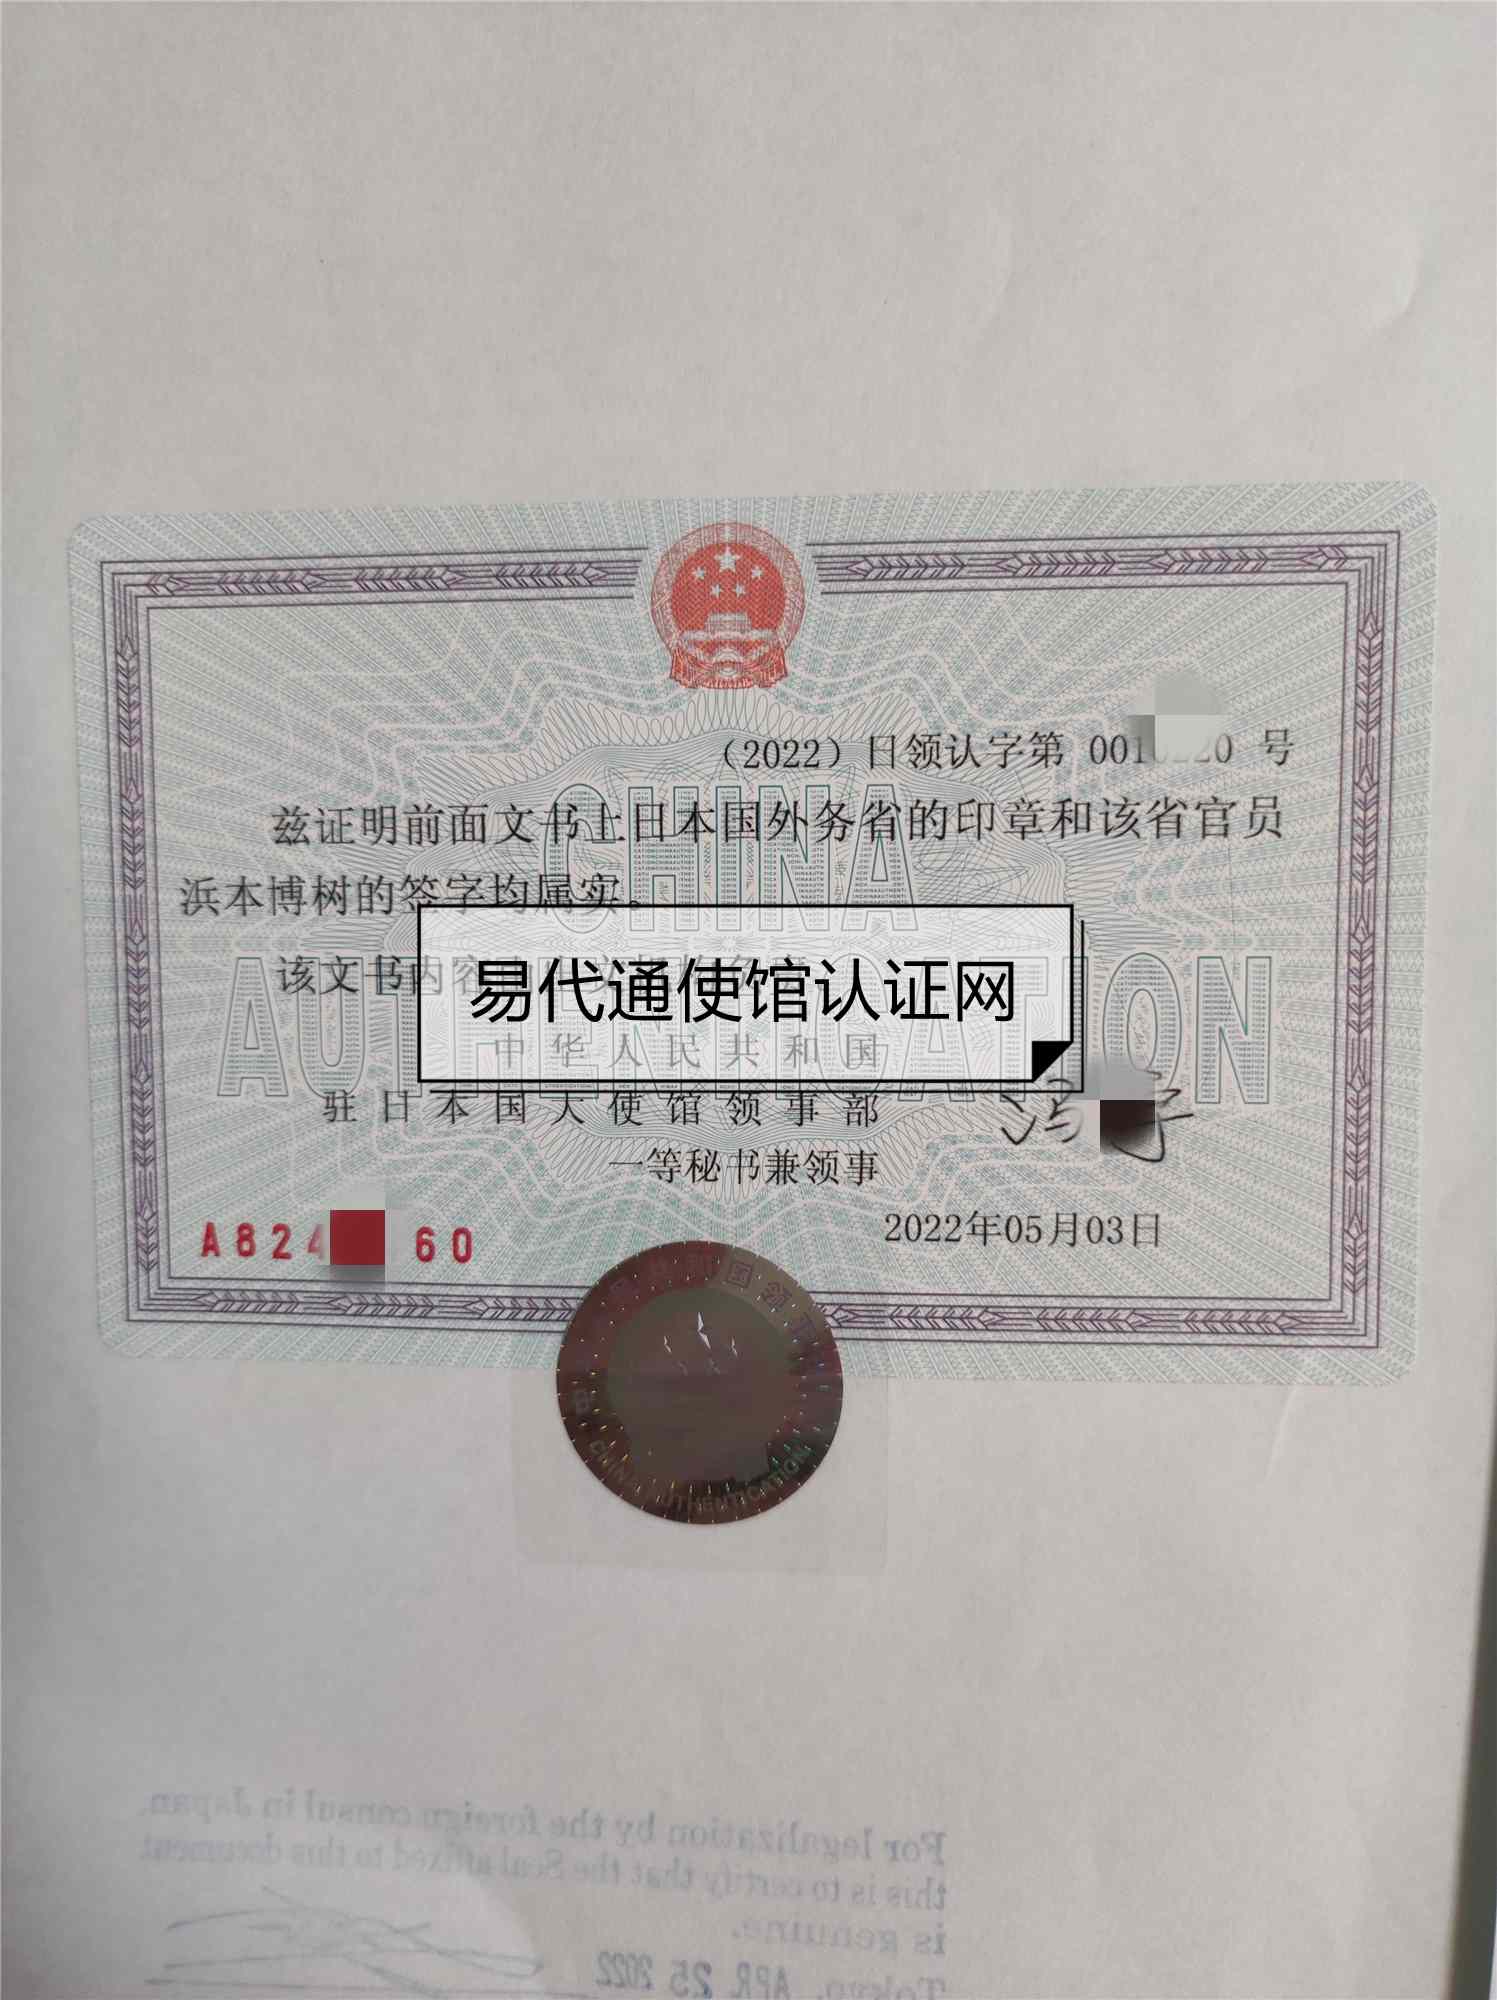 （2022）日领认字第 001 20 号
兹证明前面文书上日本国外务省的印章和该省官员
浜本博树的签字均属实。
CHINA
该文书内容
易代通使馆认证网
AUTHENTICATION
中华人民共和国
驻日本国大使馆领事部
一等秘书兼领事
A824 60
2022年05月03日
CHINA AUTHENTICATION
For legalization by the foreign consul in Japan,
this is to certify that the Seal affixed to this document
is genuine.
Tokyo, APR. 25 2022